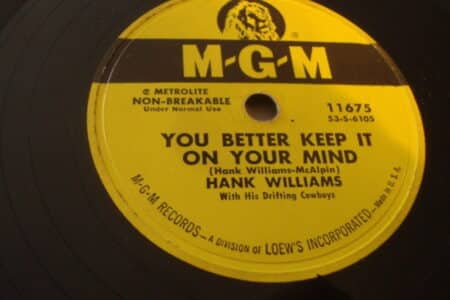 M-G-M
℗ METROLITE
NON-BREAKABLE
Under Normal Use
11675
53-S-6105
YOU BETTER KEEP IT
ON YOUR MIND
(Hank Williams-McAlpin)
HANK WILLIAMS
With His Drifting Cowboys
M-G-M RECORDS—A DIVISION OF LOEW'S INCORPORATED—Made in U.S.A.